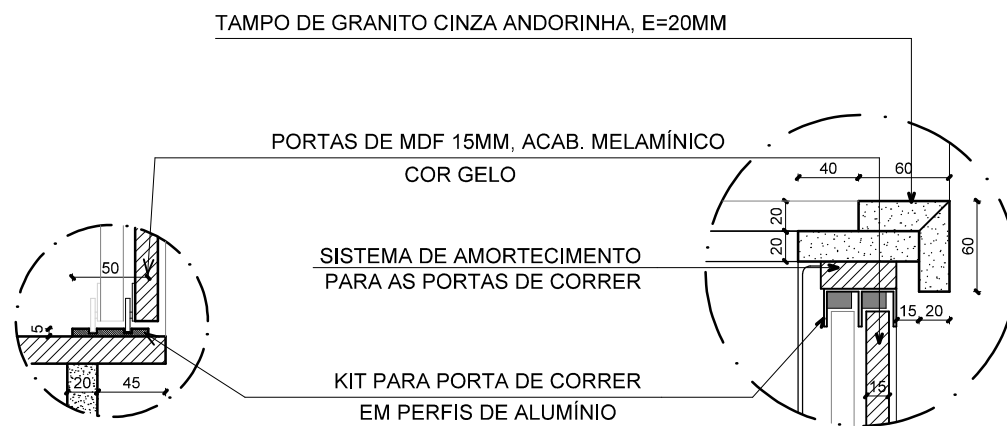 TAMPO DE GRANITO CINZA ANDORINHA, E=20MM
PORTAS DE MDF 15MM, ACAB. MELAMÍNICO
COR GELO
40
60
20
20
60
SISTEMA DE AMORTECIMENTO
PARA AS PORTAS DE CORRER
50
15
20
5
KIT PARA PORTA DE CORRER
EM PERFIS DE ALUMÍNIO
20
45
15